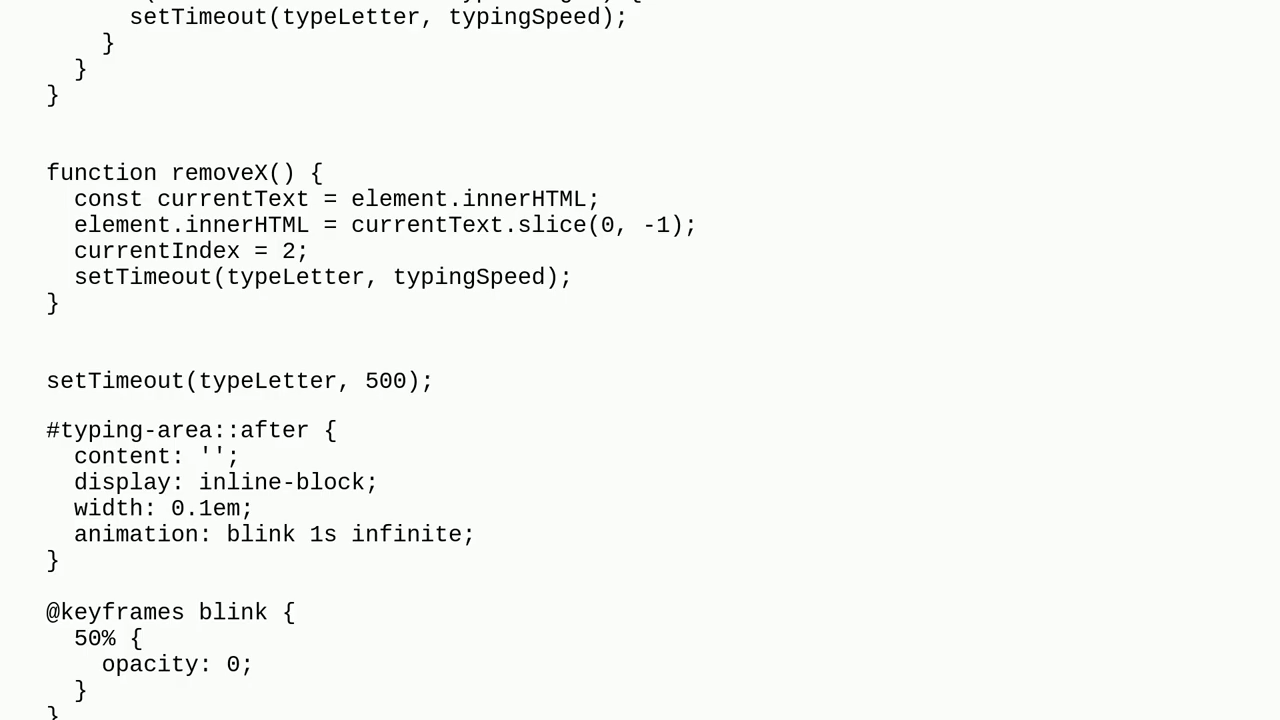 setTimeout(typeLetter, typingSpeed);
}
}
}
function removeX() {
const currentText = element.innerHTML;
element.innerHTML = currentText.slice(0, -1);
currentIndex = 2;
setTimeout(typeLetter, typingSpeed);
}
setTimeout(typeLetter, 500);
#typing-area::after {
content: '';
display: inline-block;
width: 0.1em;
animation: blink 1s infinite;
}
@keyframes blink {
50% {
opacity: 0;
}
}